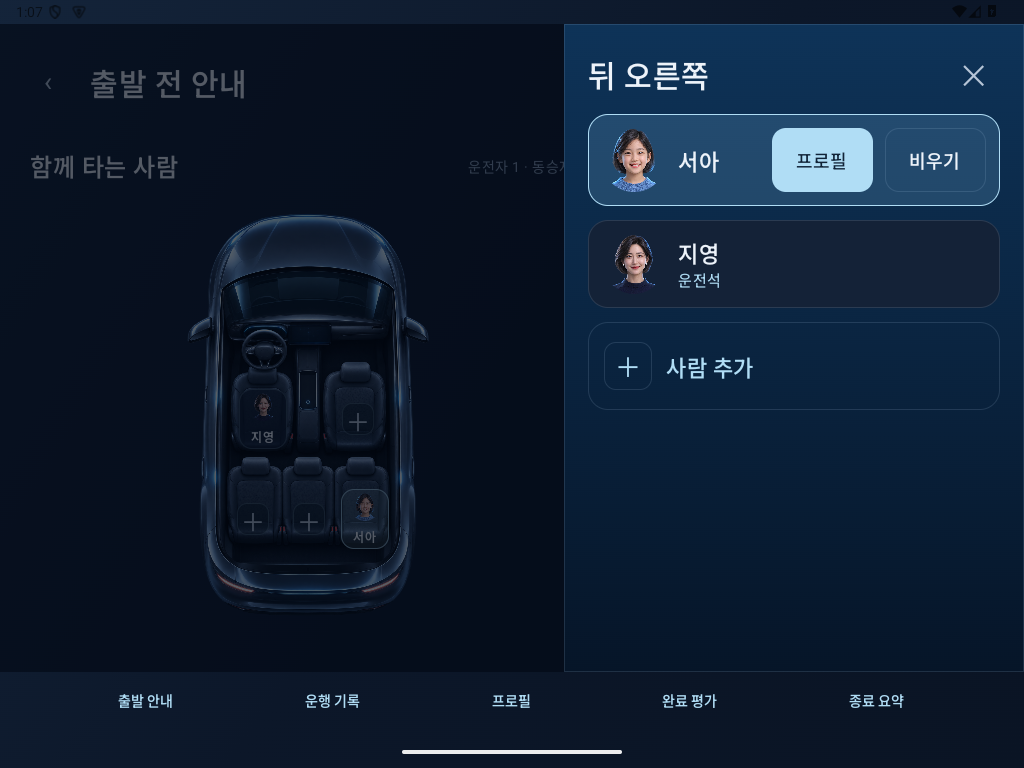 1:07
출발 전 안내
함께 타는 사람
운전자 1 · 동승
지영
서아
뒤 오른쪽
서아
프로필
비우기
지영
운전석
사람 추가
출발 안내
운행 기록
프로필
완료 평가
종료 요약